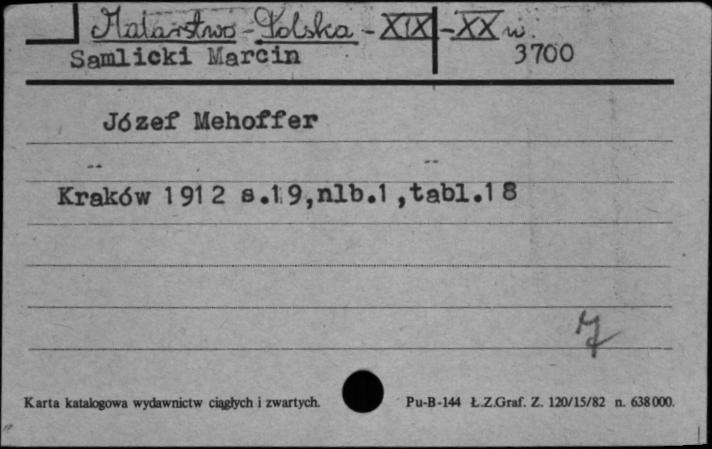 Malarstwo - Polska - XIX - XX w.
Samlicki Marcin 3700
Józef Mehoffer
Kraków 1912 s.19,nlb.1,tabl.18
Karta katalogowa wydawnictw ciągłych i zwartych. Pu-B-144 Ł.Z.Graf. Z. 120/15/82 n. 638000.